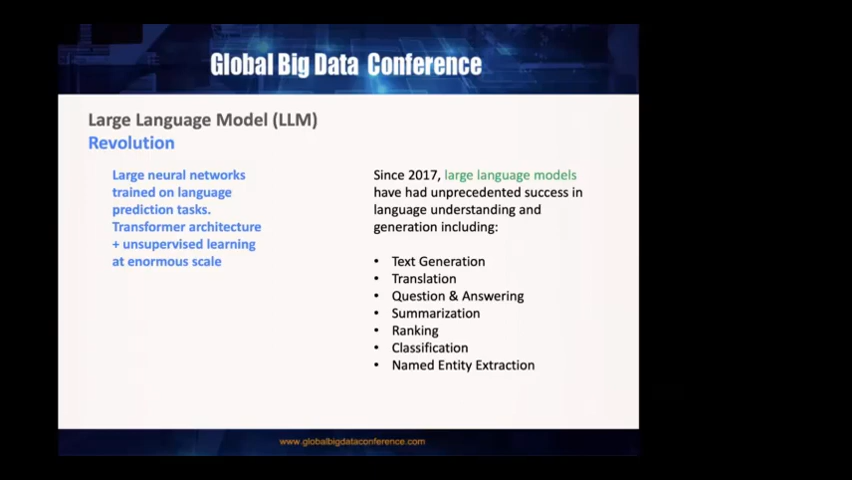 Global Big Data Conference
Large Language Model (LLM)
Revolution
Large neural networks
trained on language
prediction tasks.
Transformer architecture
+ unsupervised learning
at enormous scale
Since 2017, large language models
have had unprecedented success in
language understanding and
generation including:
• Text Generation
• Translation
• Question & Answering
• Summarization
• Ranking
• Classification
• Named Entity Extraction
www.globalbigdataconference.com